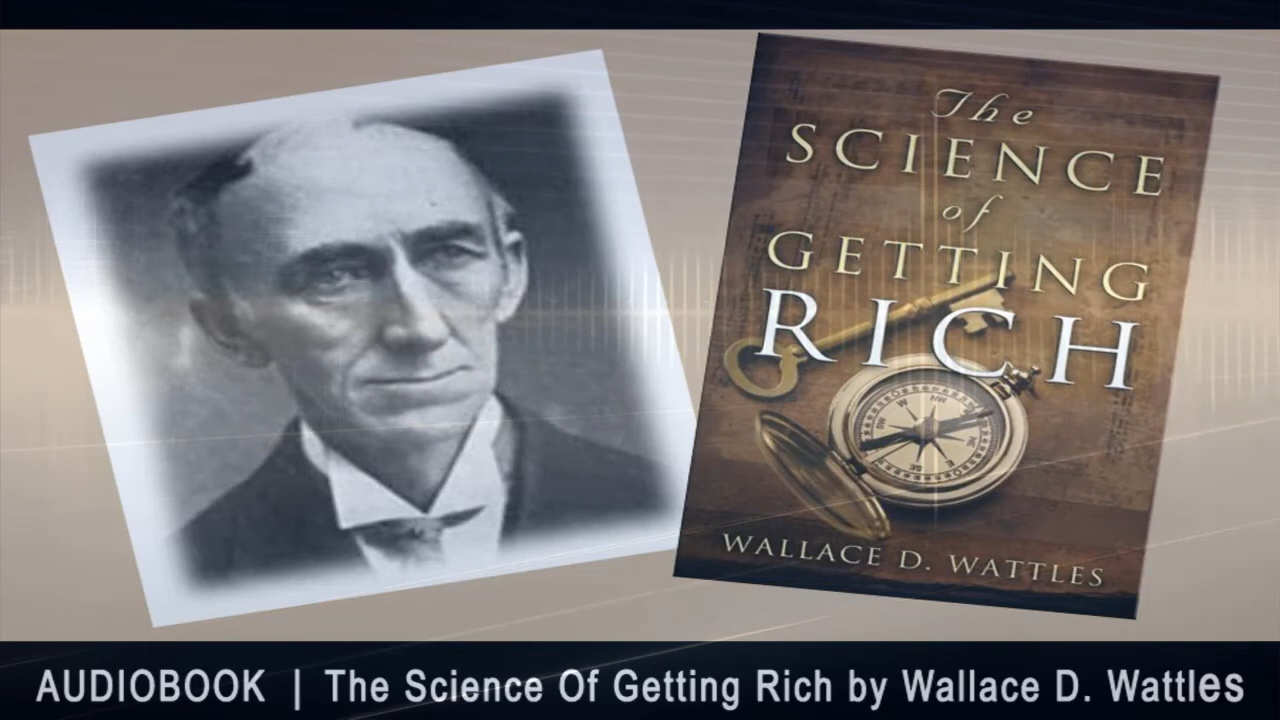 The
SCIENCE
of
GETTING
RICH
WALLACE D. WATTLES
AUDIOBOOK | The Science Of Getting Rich by Wallace D. Wattles